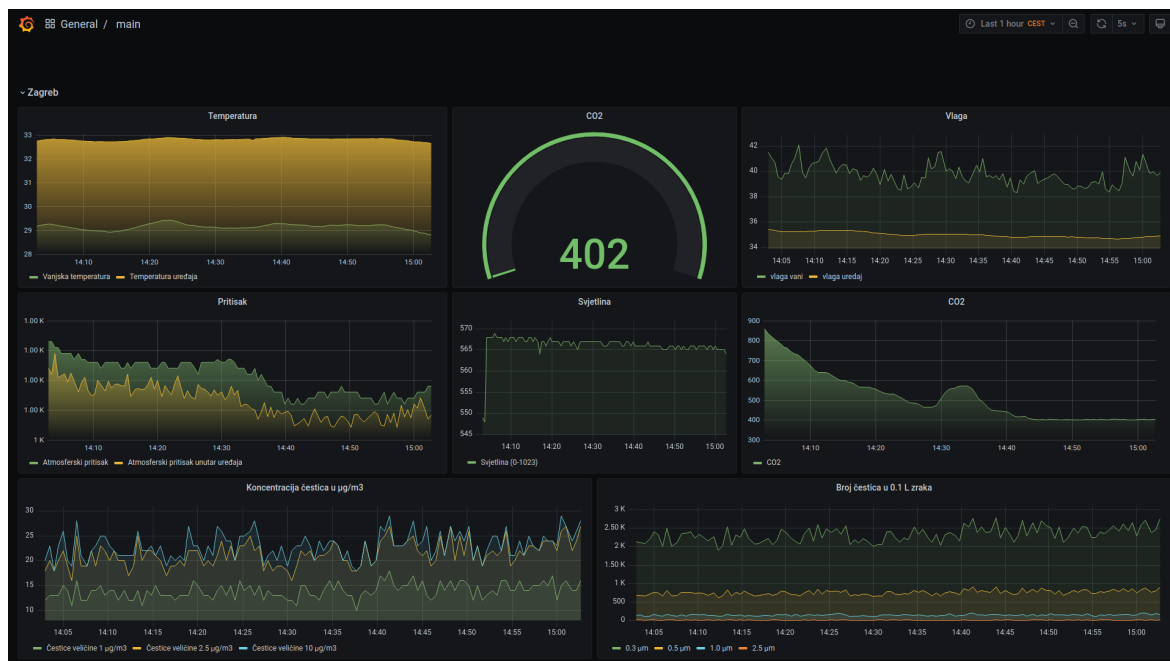 General / main
Last 1 hour CEST
5s
Zagreb
Temperatura
33
32
31
30
29
28
14:10 14:20 14:30 14:40 14:50 15:00
Vanjska temperatura Temperatura uređaja
CO2
402
Vlaga
42
40
38
36
34
14:05 14:10 14:15 14:20 14:25 14:30 14:35 14:40 14:45 14:50 14:55 15:00
vlaga vani vlaga uređaj
Pritisak
1.00 K
1.00 K
1.00 K
1.00 K
1 K
14:10 14:20 14:30 14:40 14:50 15:00
Atmosferski pritisak Atmosferski pritisak unutar uređaja
Svjetlina
570
565
560
555
550
545
14:10 14:20 14:30 14:40 14:50 15:00
Svjetlina (0-1023)
CO2
900
800
700
600
500
400
300
14:10 14:20 14:30 14:40 14:50 15:00
CO2
Koncentracija čestica u µg/m3
30
25
20
15
10
14:05 14:10 14:15 14:20 14:25 14:30 14:35 14:40 14:45 14:50 14:55 15:00
Čestice veličine 1 µg/m3 Čestice veličine 2.5 µg/m3 Čestice veličine 10 µg/m3
Broj čestica u 0.1 L zraka
3 K
2.50 K
2 K
1.50 K
1 K
500
0
14:05 14:10 14:15 14:20 14:25 14:30 14:35 14:40 14:45 14:50 14:55 15:00
0.3 µm 0.5 µm 1.0 µm 2.5 µm